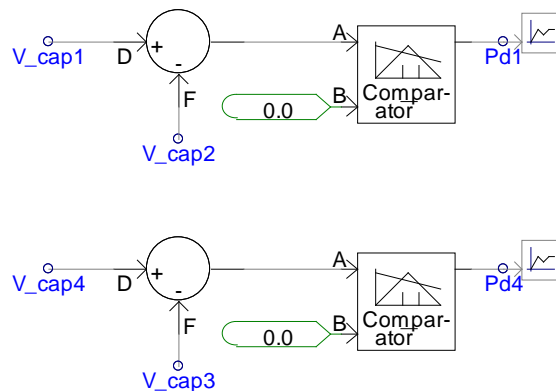 A
V_cap1
+
Pd1
D
-
F
B
0.0
Compar-
ator
V_cap2
A
V_cap4
+
Pd4
D
-
F
B
0.0
Compar-
ator
V_cap3